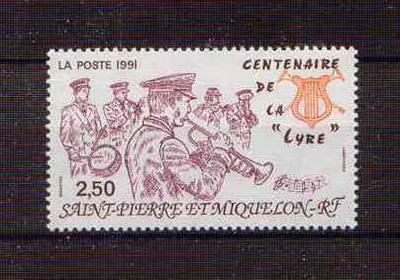 LA POSTE 1991
CENTENAIRE
DE
LA
"LYRE"
2,50
SAINT-PIERRE ET MIQUELON-RF